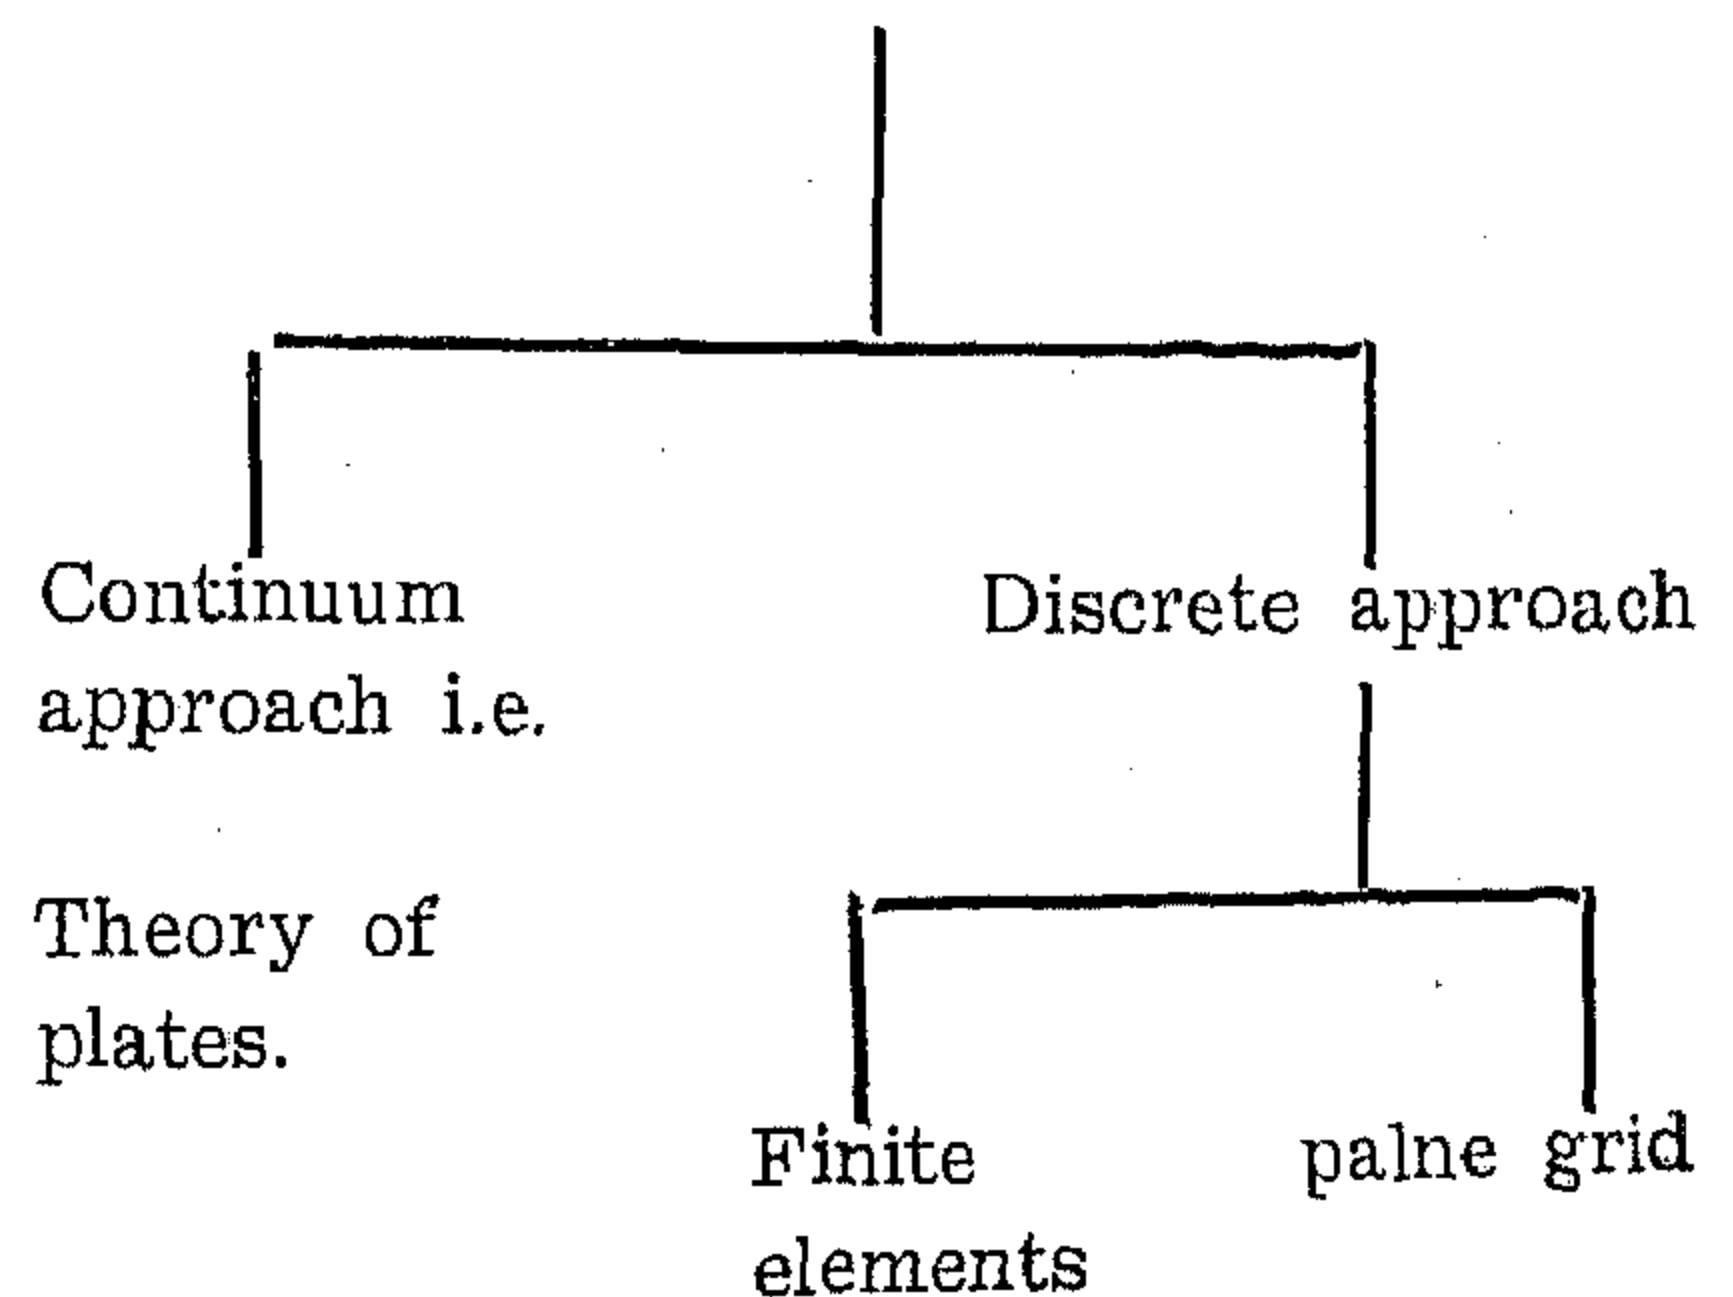 Continuum
approach i.e.
Discrete approach
Theory of
plates.
Finite
elements
palne grid